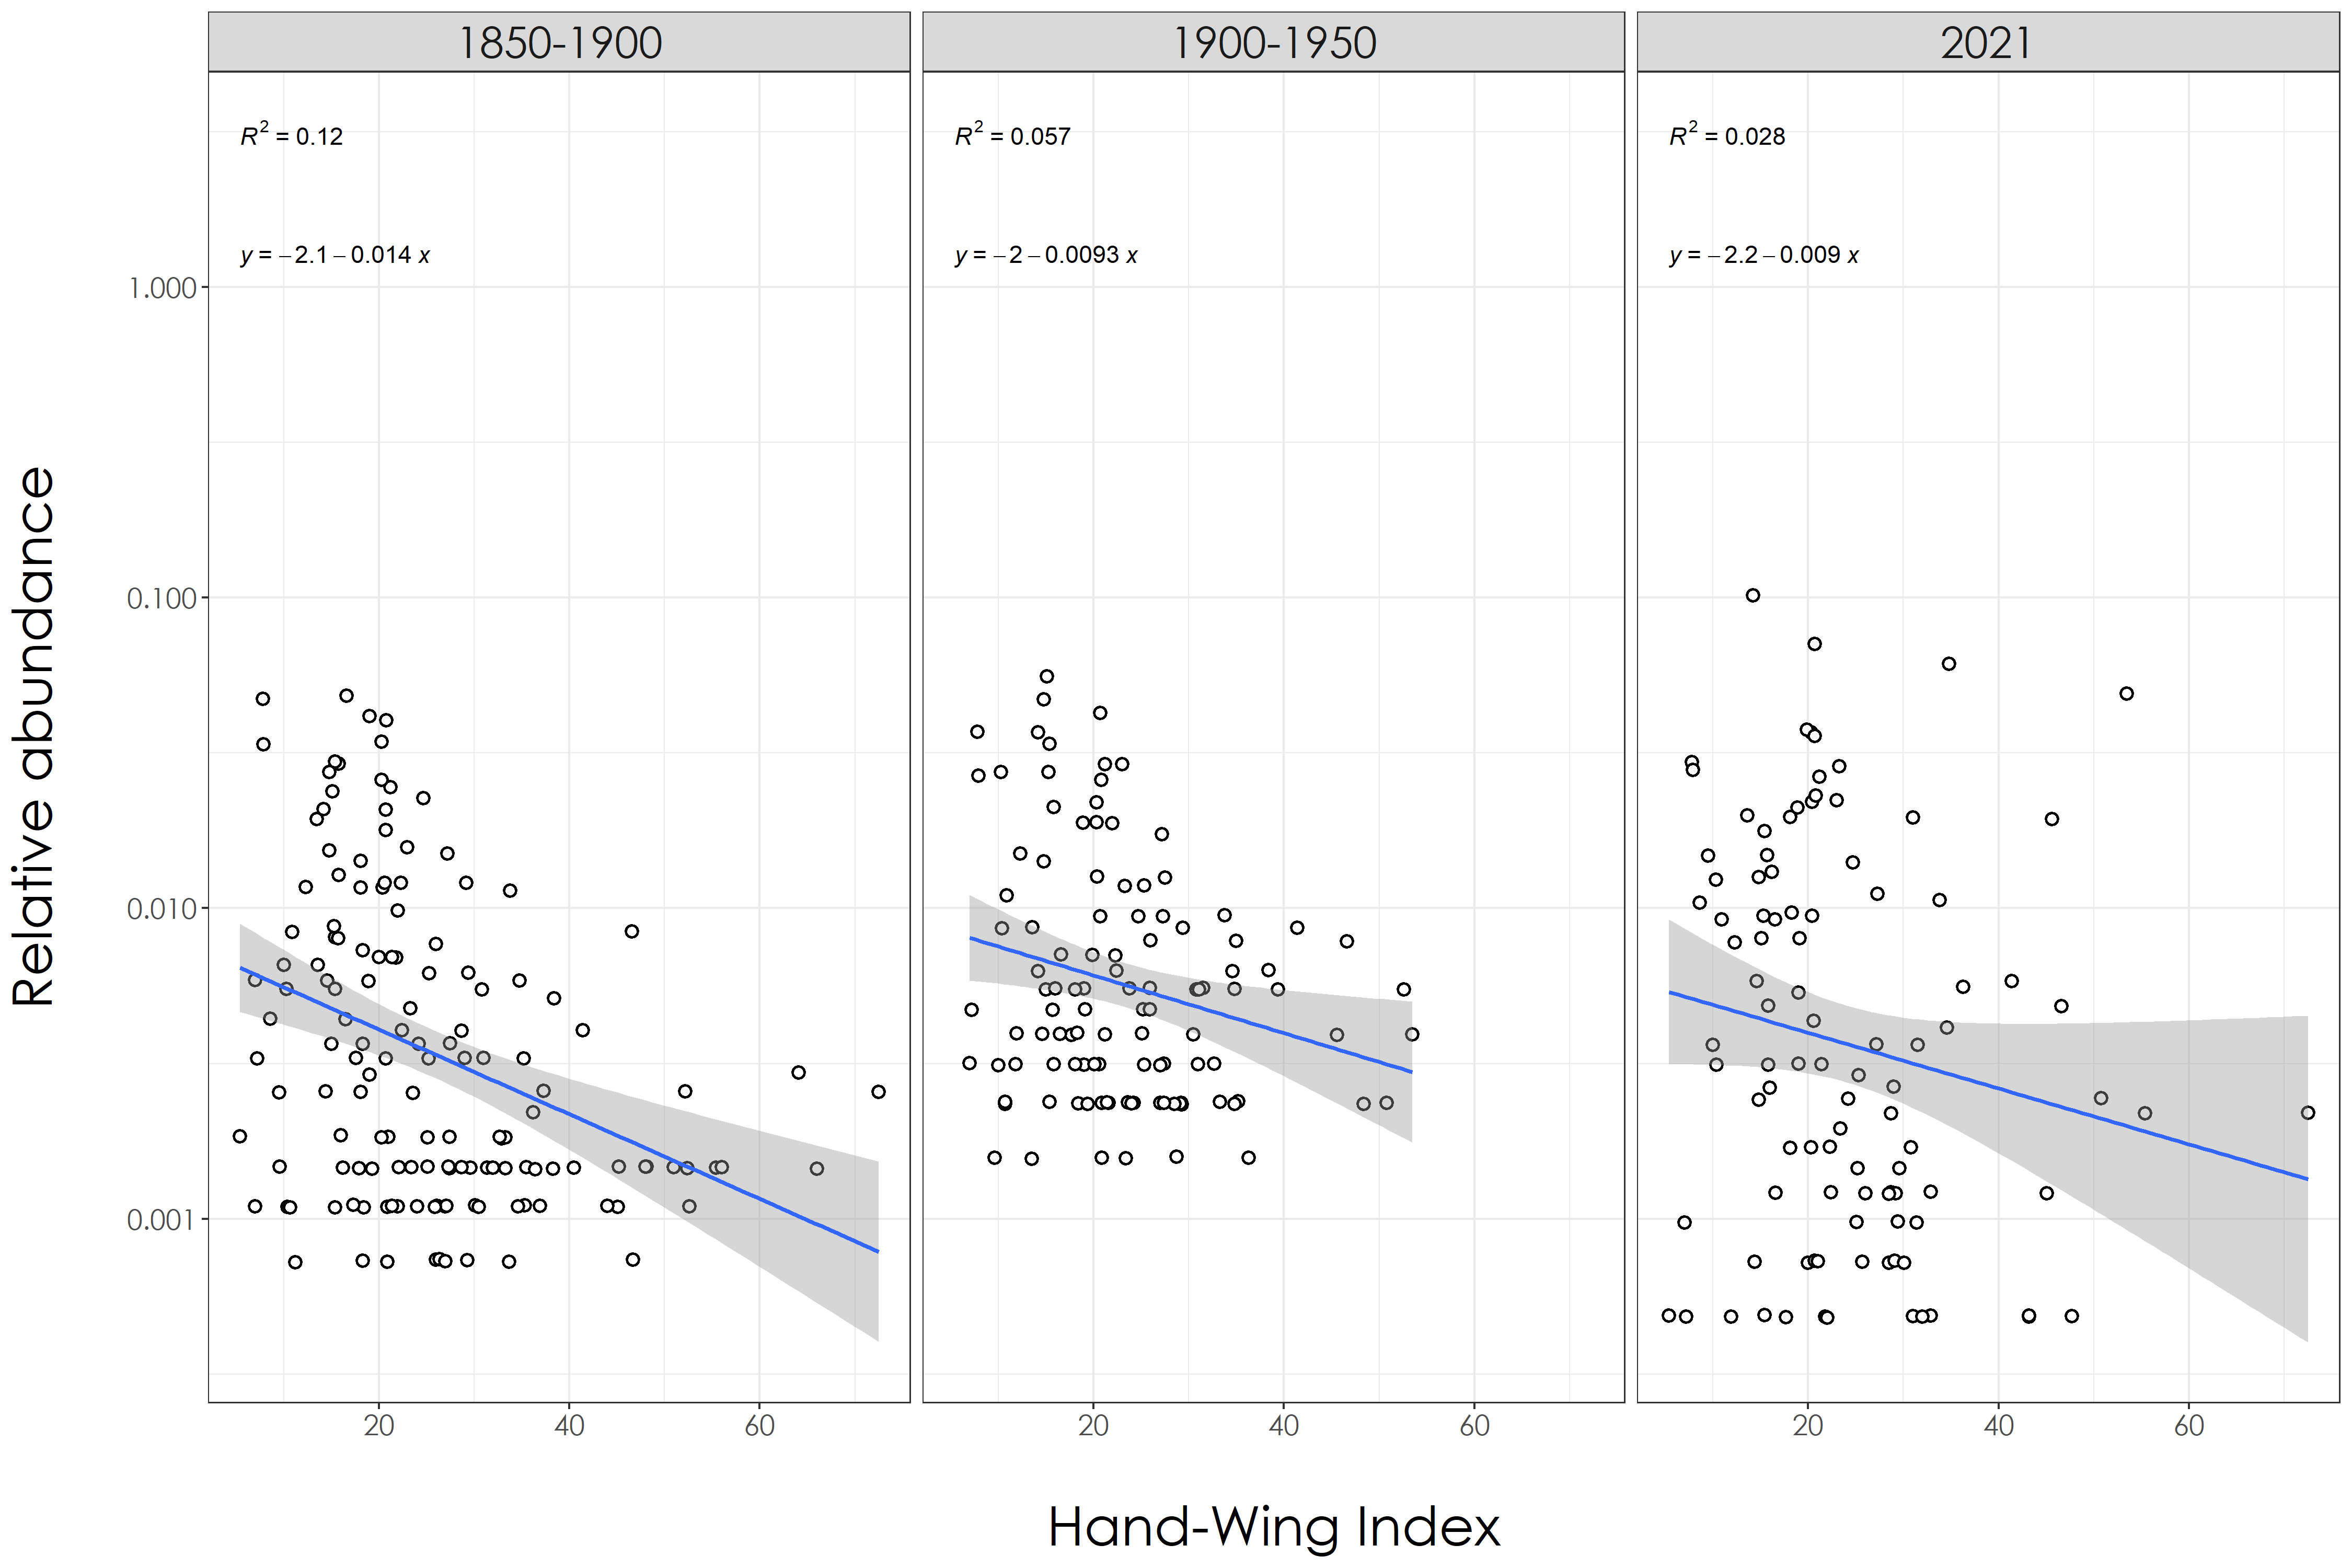 1850-1900
1900-1950
2021
R² = 0.12
y = −2.1 − 0.014 x
R² = 0.057
y = −2 − 0.0093 x
R² = 0.028
y = −2.2 − 0.009 x
Relative abundance
1.000
0.100
0.010
0.001
20 40 60
20 40 60
20 40 60
Hand-Wing Index